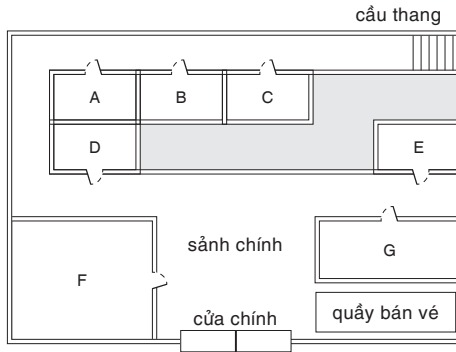 cầu thang
A
B
C
D
E
sảnh chính
G
F
cửa chính
quầy bán vé